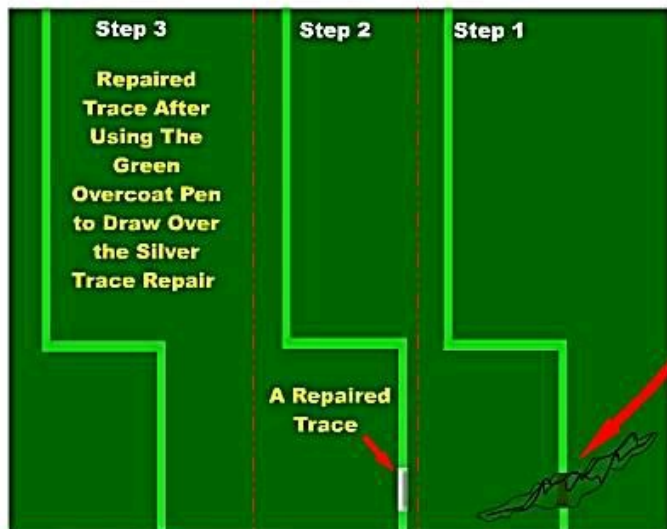 Step 3
Step 2
Step 1
Repaired
Trace After
Using The
Green
Overcoat Pen
to Draw Over
the Silver
Trace Repair
A Repaired
Trace